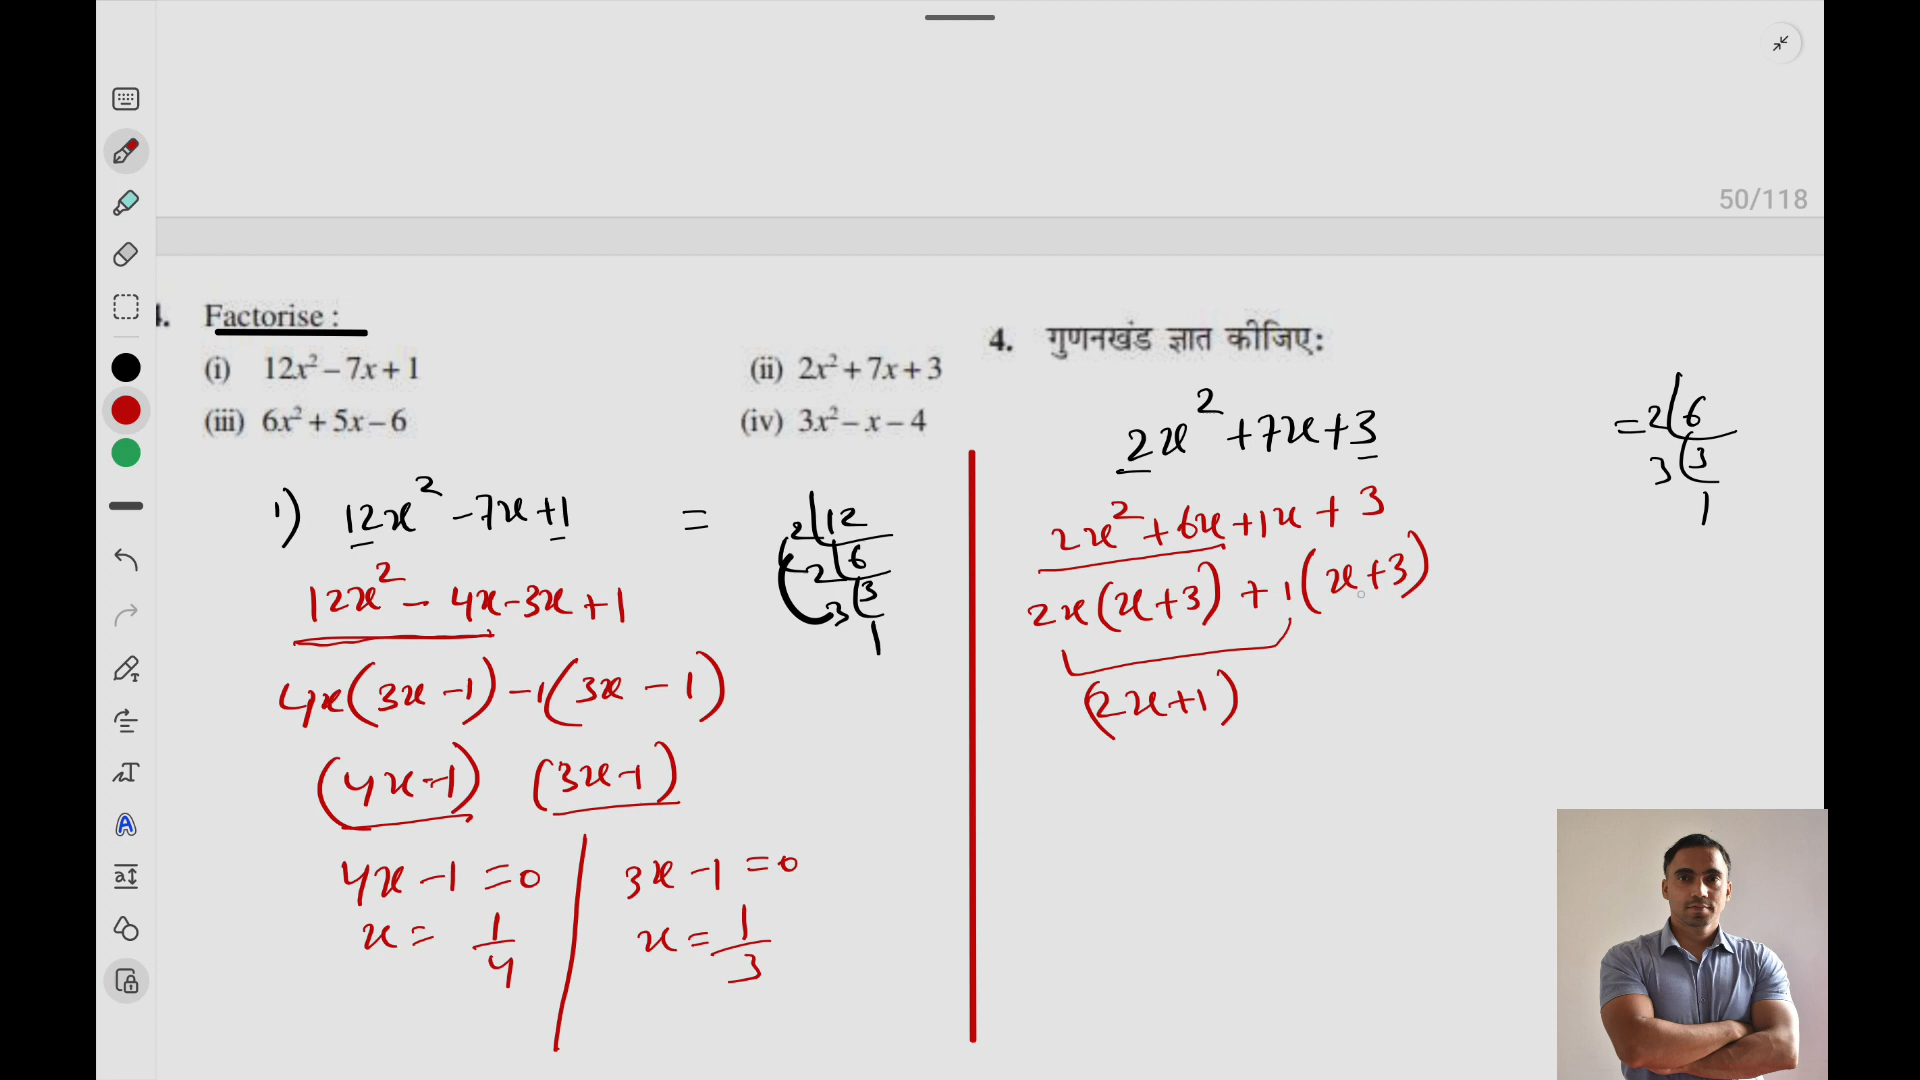 50/118
4. Factorise :
(i) 12x² – 7x + 1
(ii) 2x² + 7x + 3
(iii) 6x² + 5x – 6
(iv) 3x² – x – 4
1) 12x² - 7x + 1 =
2 | 12
2 | 6
3 | 3
1
12x² - 4x - 3x + 1
4x(3x - 1) - 1(3x - 1)
(4x - 1) (3x - 1)
4x - 1 = 0
x = 1/4
3x - 1 = 0
x = 1/3
4. गुणनखंड ज्ञात कीजिए:
2x² + 7x + 3
= 2 | 6
3 | 3
1
2x² + 6x + 1x + 3
2x(x + 3) + 1(x + 3)
(2x + 1)